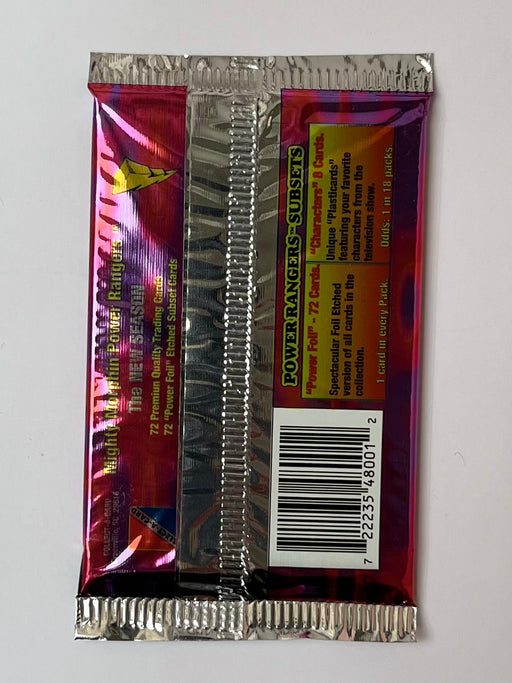 Mighty Morphin Power Rangers
The NEW SEASON
72 Premium Quality Trading Cards
72 "Power Foil" Etched Subset Cards
COLLECT-A-CARD
POWER RANGERS™ SUBSETS
"Power Foil" - 72 Cards.
Spectacular Foil Etched
version of all cards in the
collection.
1 card in every Pack.
"Characters" 8 Cards.
Unique "Plasticards"
featuring your favorite
characters from the
television show.
Odds: 1 in 18 packs.
7 22235 48001 2